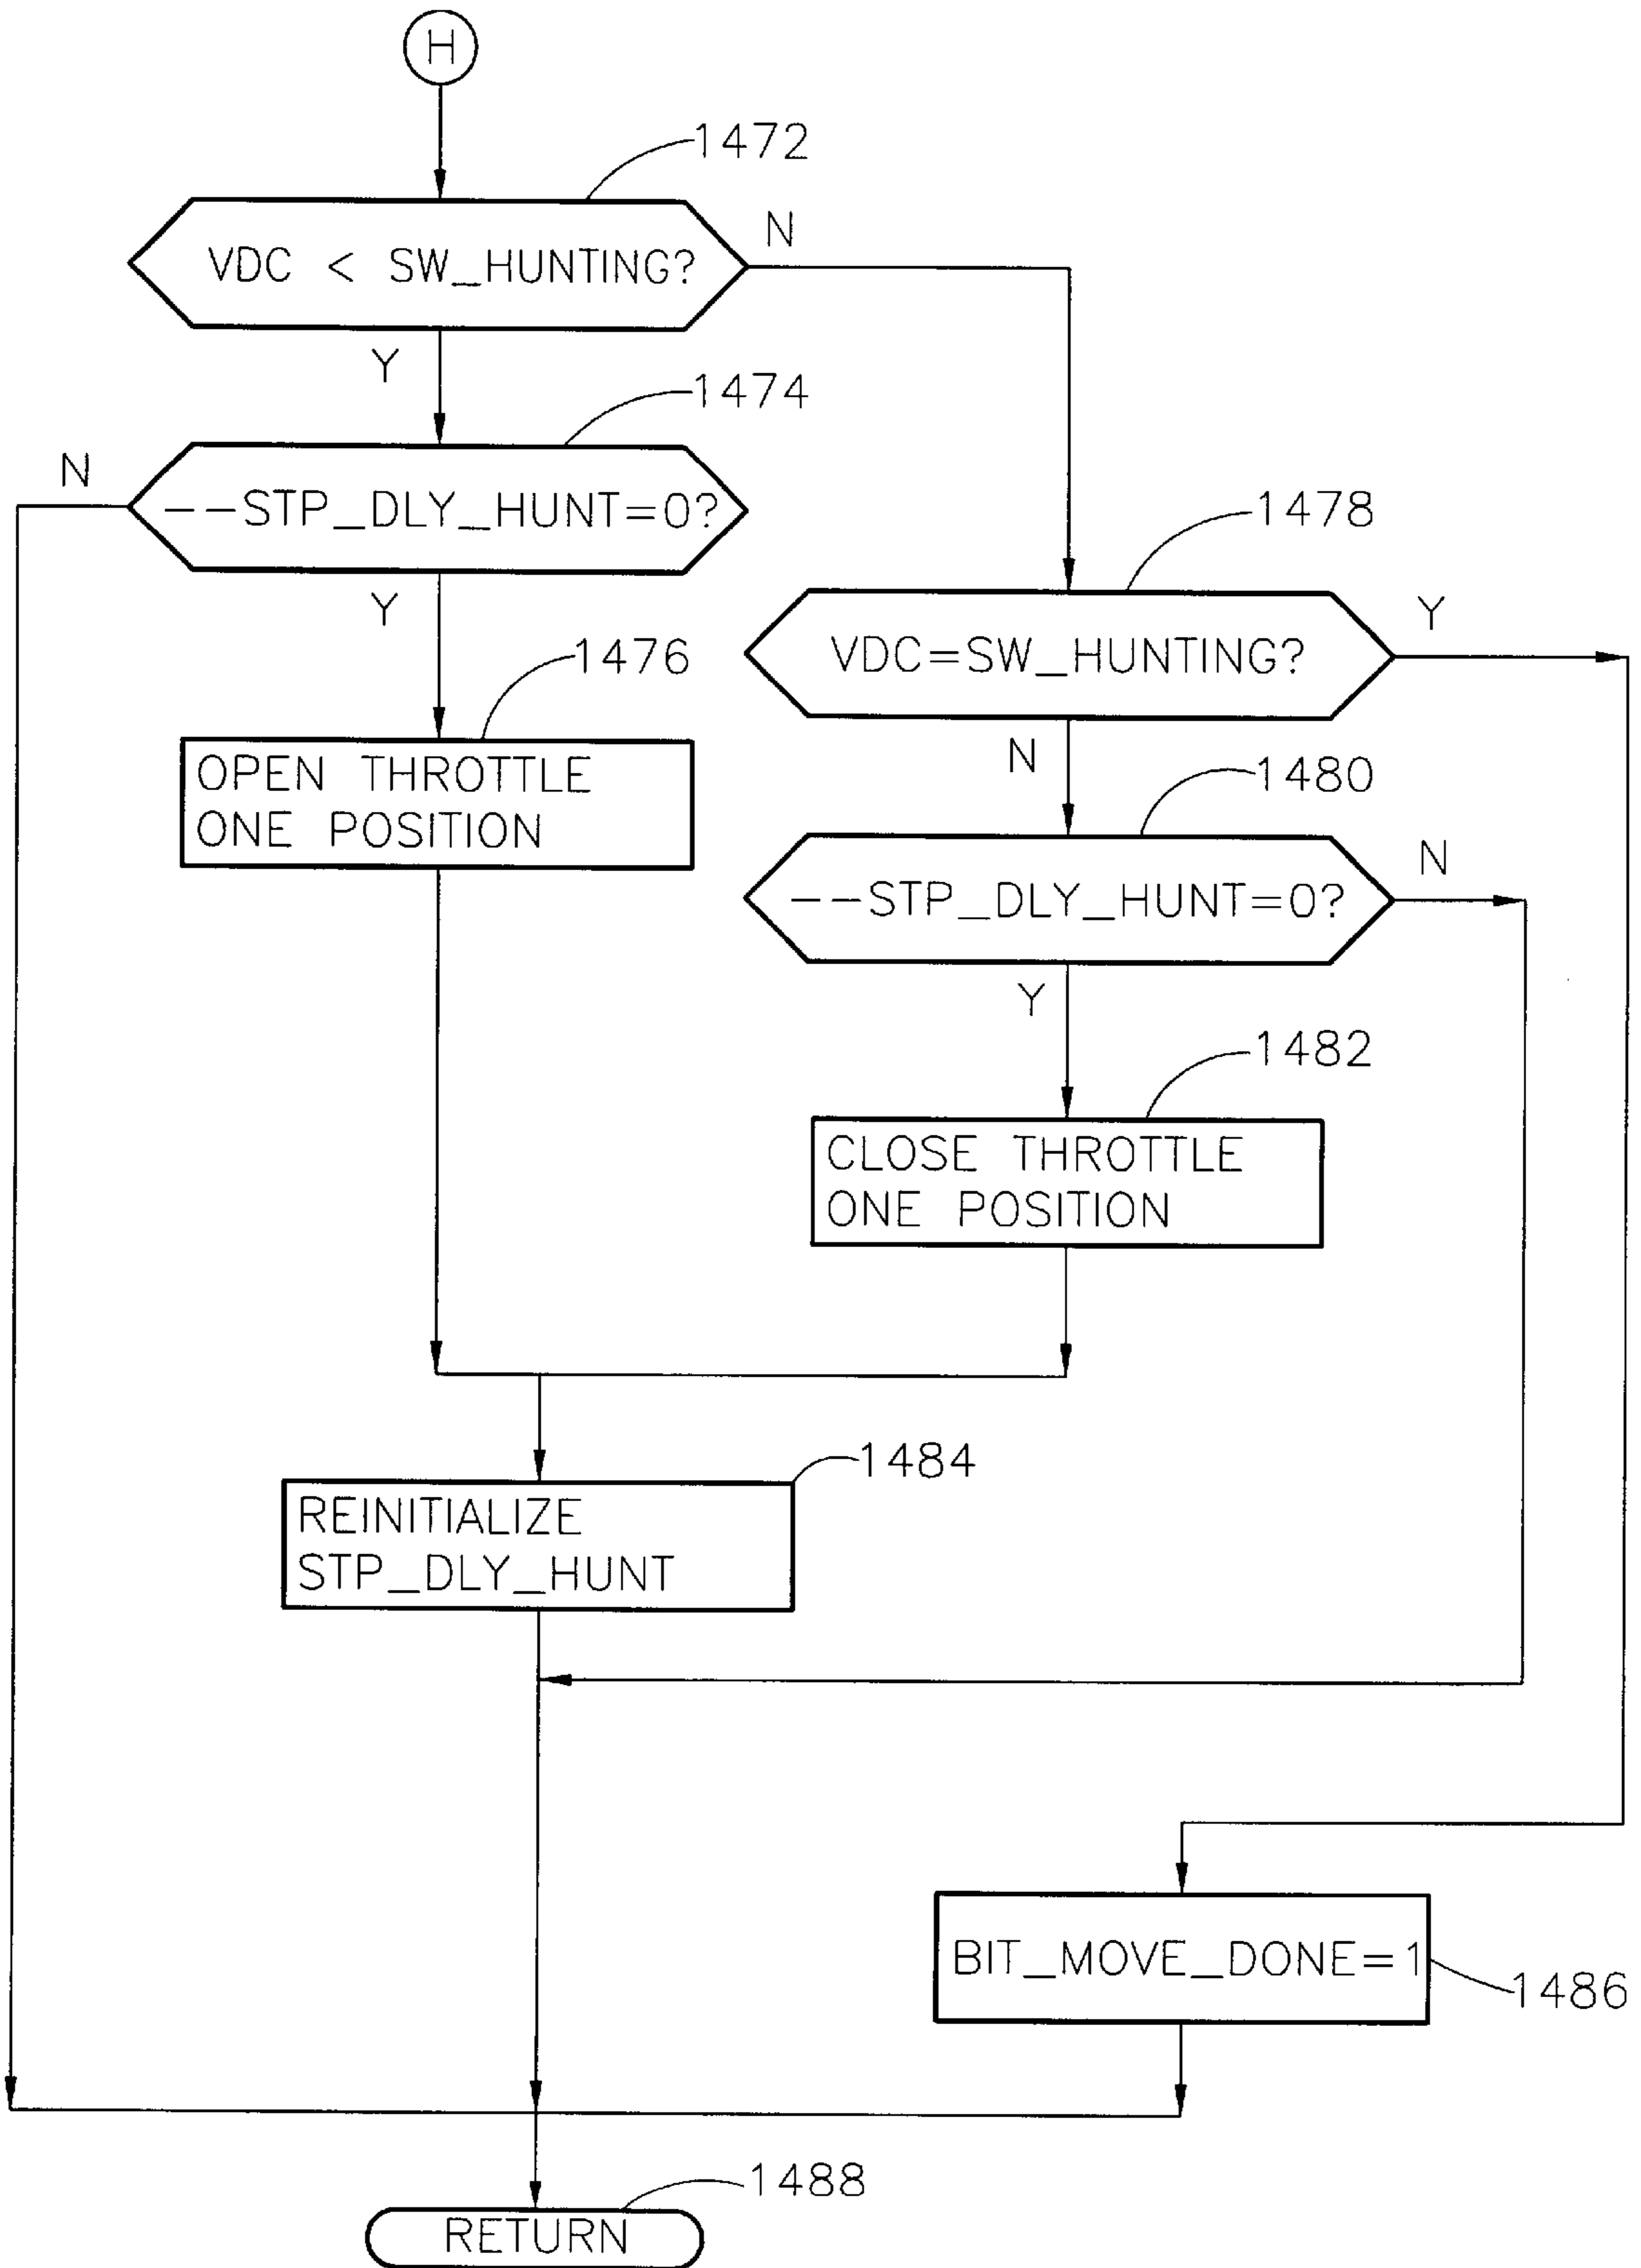 H
1472
VDC < SW_HUNTING?
N
Y
1474
N
--STP_DLY_HUNT=0?
Y
1476
OPEN THROTTLE
ONE POSITION
1478
VDC=SW_HUNTING?
Y
N
1480
--STP_DLY_HUNT=0?
N
Y
1482
CLOSE THROTTLE
ONE POSITION
1484
REINITIALIZE
STP_DLY_HUNT
BIT_MOVE_DONE=1
1486
1488
RETURN